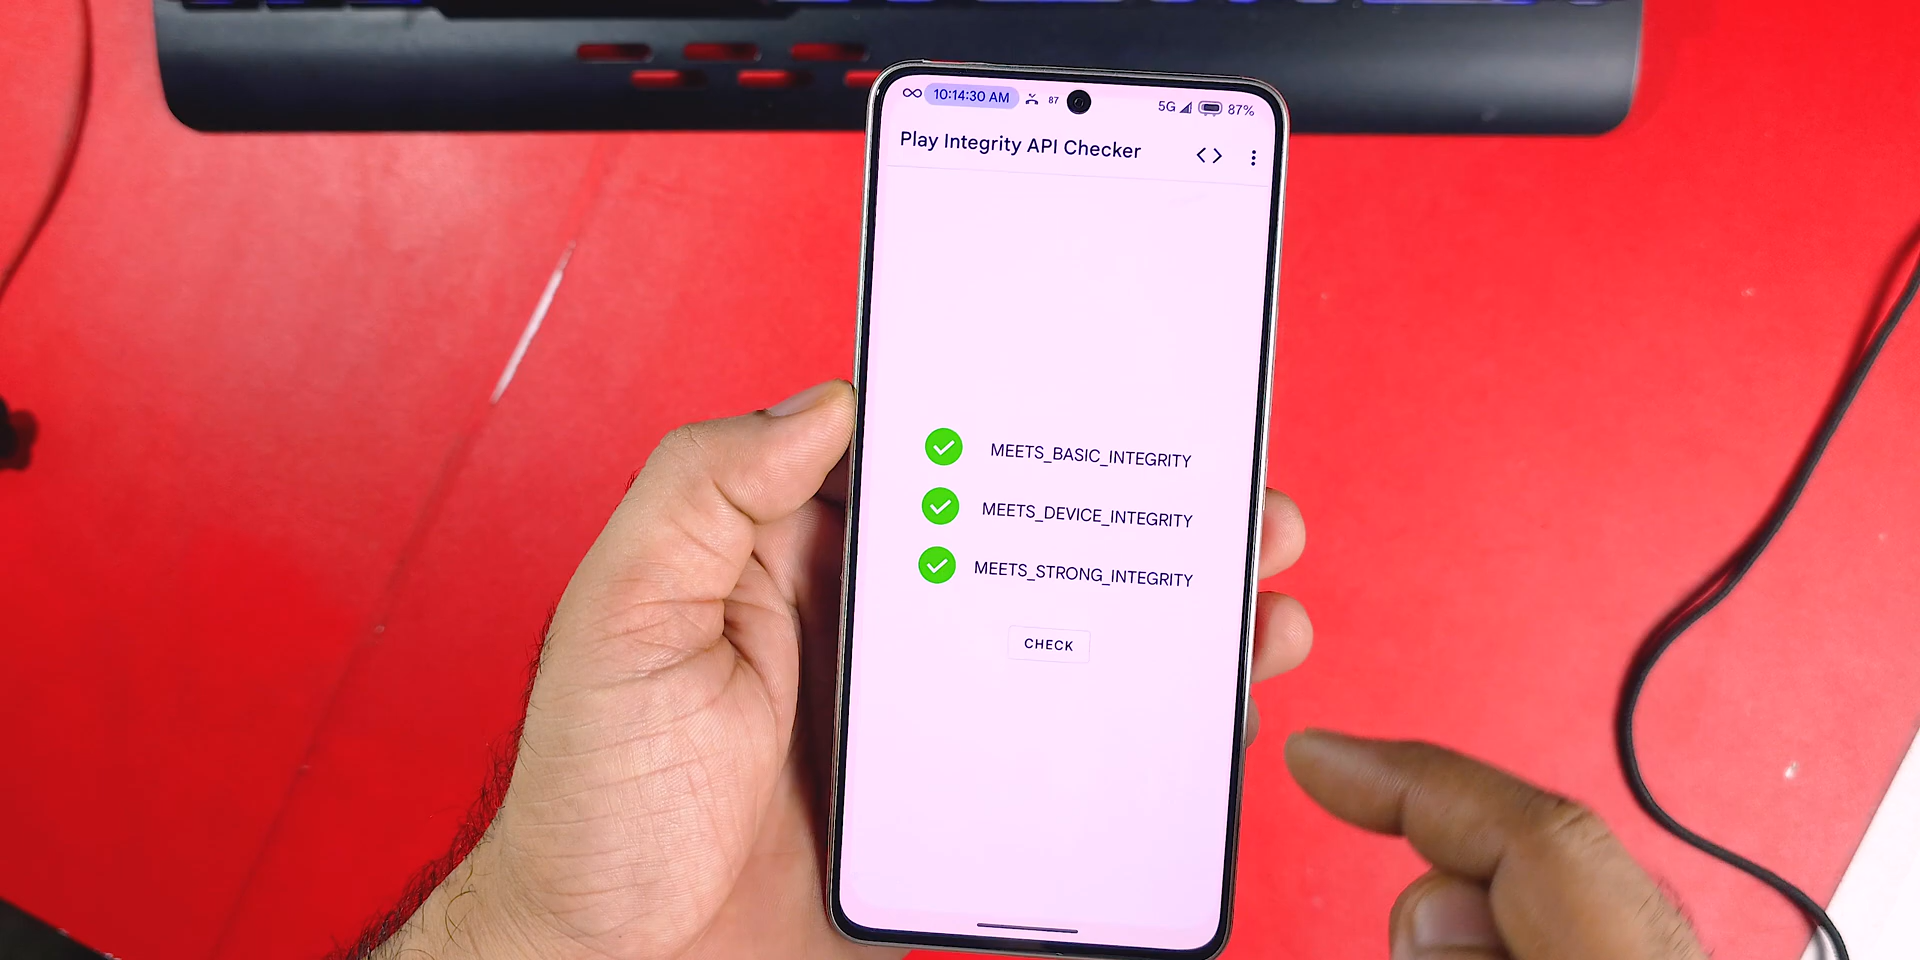 10:14:30 AM 87 5G 87%
Play Integrity API Checker
MEETS_BASIC_INTEGRITY
MEETS_DEVICE_INTEGRITY
MEETS_STRONG_INTEGRITY
CHECK